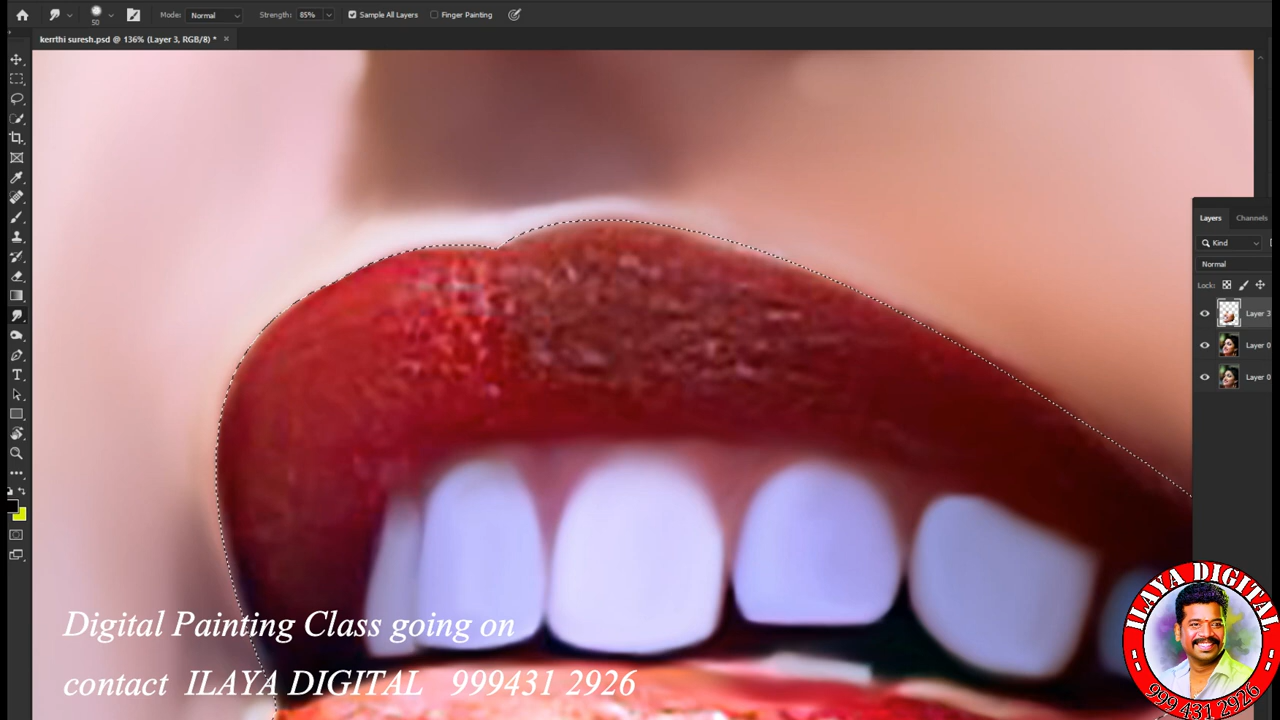 Mode: Normal Strength: 85% Sample All Layers Finger Painting
50
kerrthi suresh.psd @ 136% (Layer 3, RGB/8) * ×
Layers Channels
Kind
Normal
Lock:
Layer 3
Layer 0
Layer 0
Digital Painting Class going on
contact ILAYA DIGITAL 999431 2926
ILAYA DIGITAL
999 431 2926